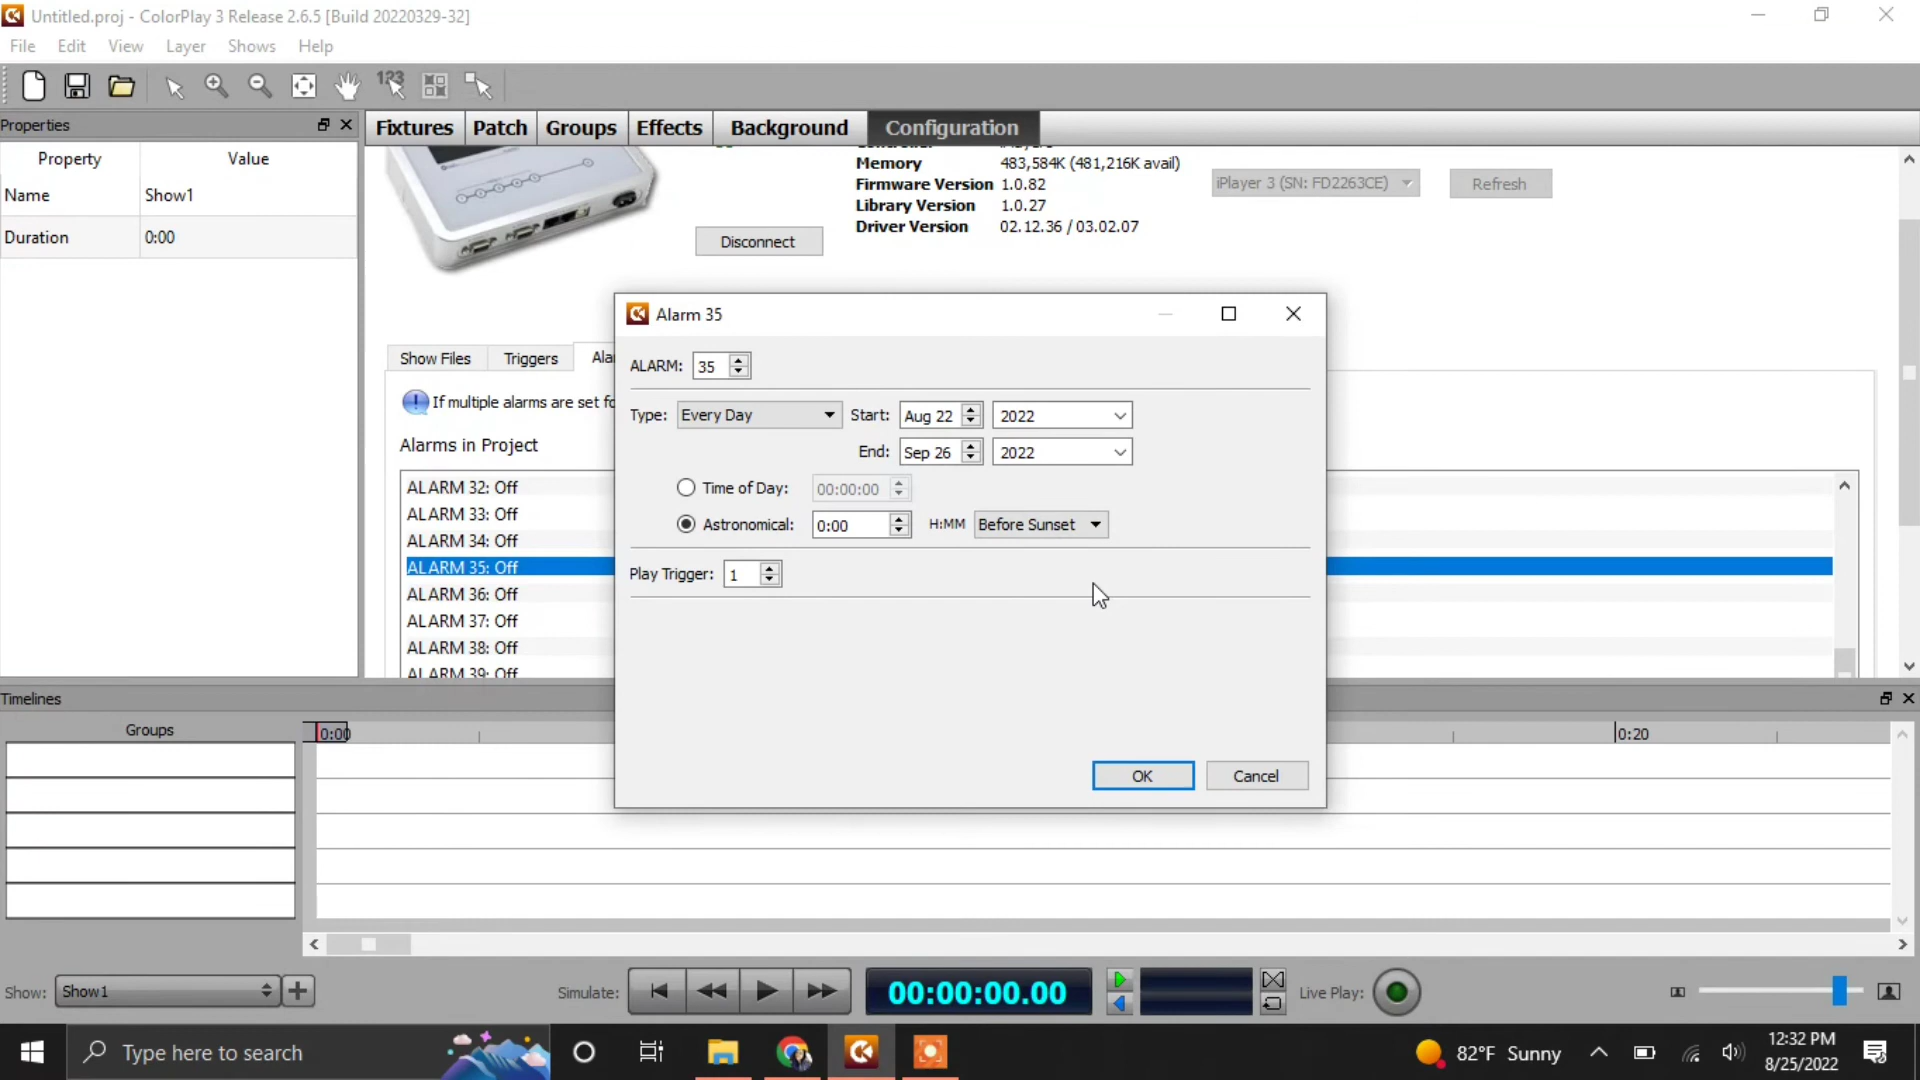 Untitled.proj - ColorPlay 3 Release 2.6.5 [Build 20220329-32]
File Edit View Layer Shows Help
123
Properties
Fixtures Patch Groups Effects Background Configuration
Property Value
Name Show1
Duration 0:00
Memory 483,584K (481,216K avail)
Firmware Version 1.0.82
Library Version 1.0.27
Driver Version 02.12.36 / 03.02.07
iPlayer 3 (SN: FD2263CE)
Refresh
Disconnect
Show Files Triggers Ala
If multiple alarms are set fo
Alarms in Project
ALARM 32: Off
ALARM 33: Off
ALARM 34: Off
ALARM 35: Off
ALARM 36: Off
ALARM 37: Off
ALARM 38: Off
ALARM 39: Off
Alarm 35
ALARM: 35
Type: Every Day Start: Aug 22 2022
End: Sep 26 2022
Time of Day: 00:00:00
Astronomical: 0:00 H:MM Before Sunset
Play Trigger: 1
OK Cancel
Timelines
Groups
0:00 0:20
Show: Show1
Simulate:
00:00:00.00
Live Play:
Type here to search
82°F Sunny
12:32 PM
8/25/2022